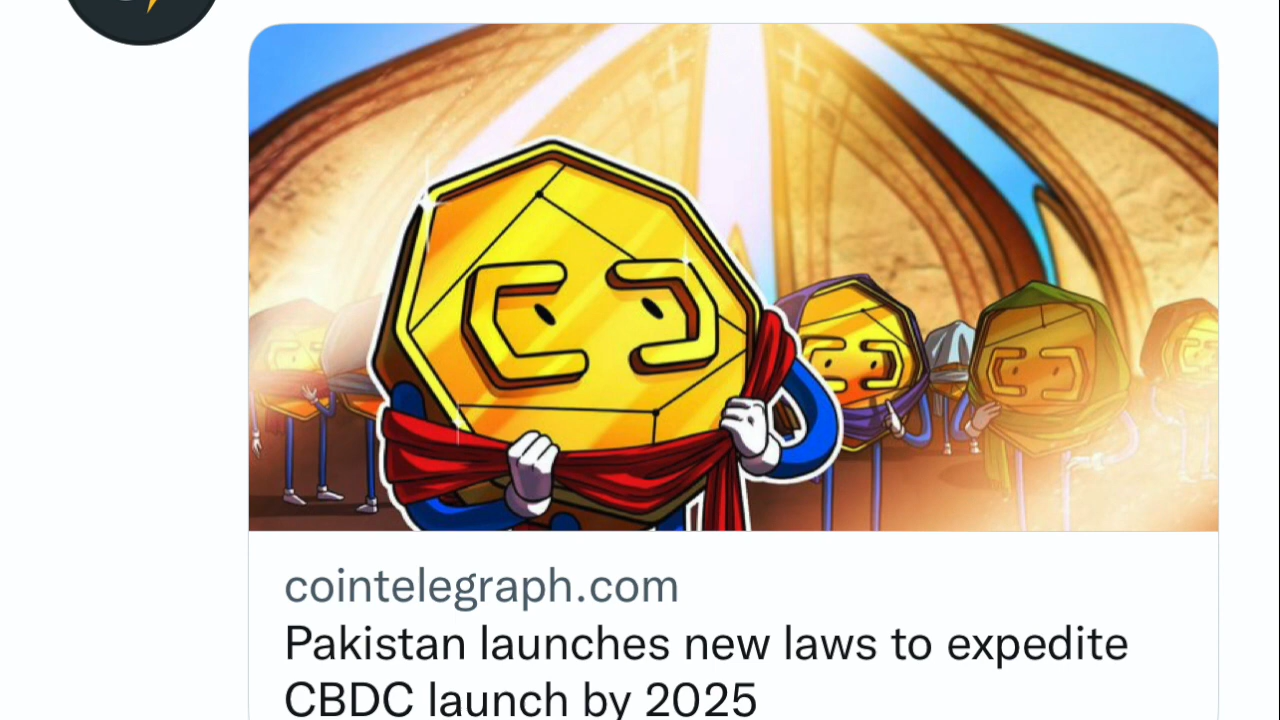 cointelegraph.com
Pakistan launches new laws to expedite
CBDC launch by 2025